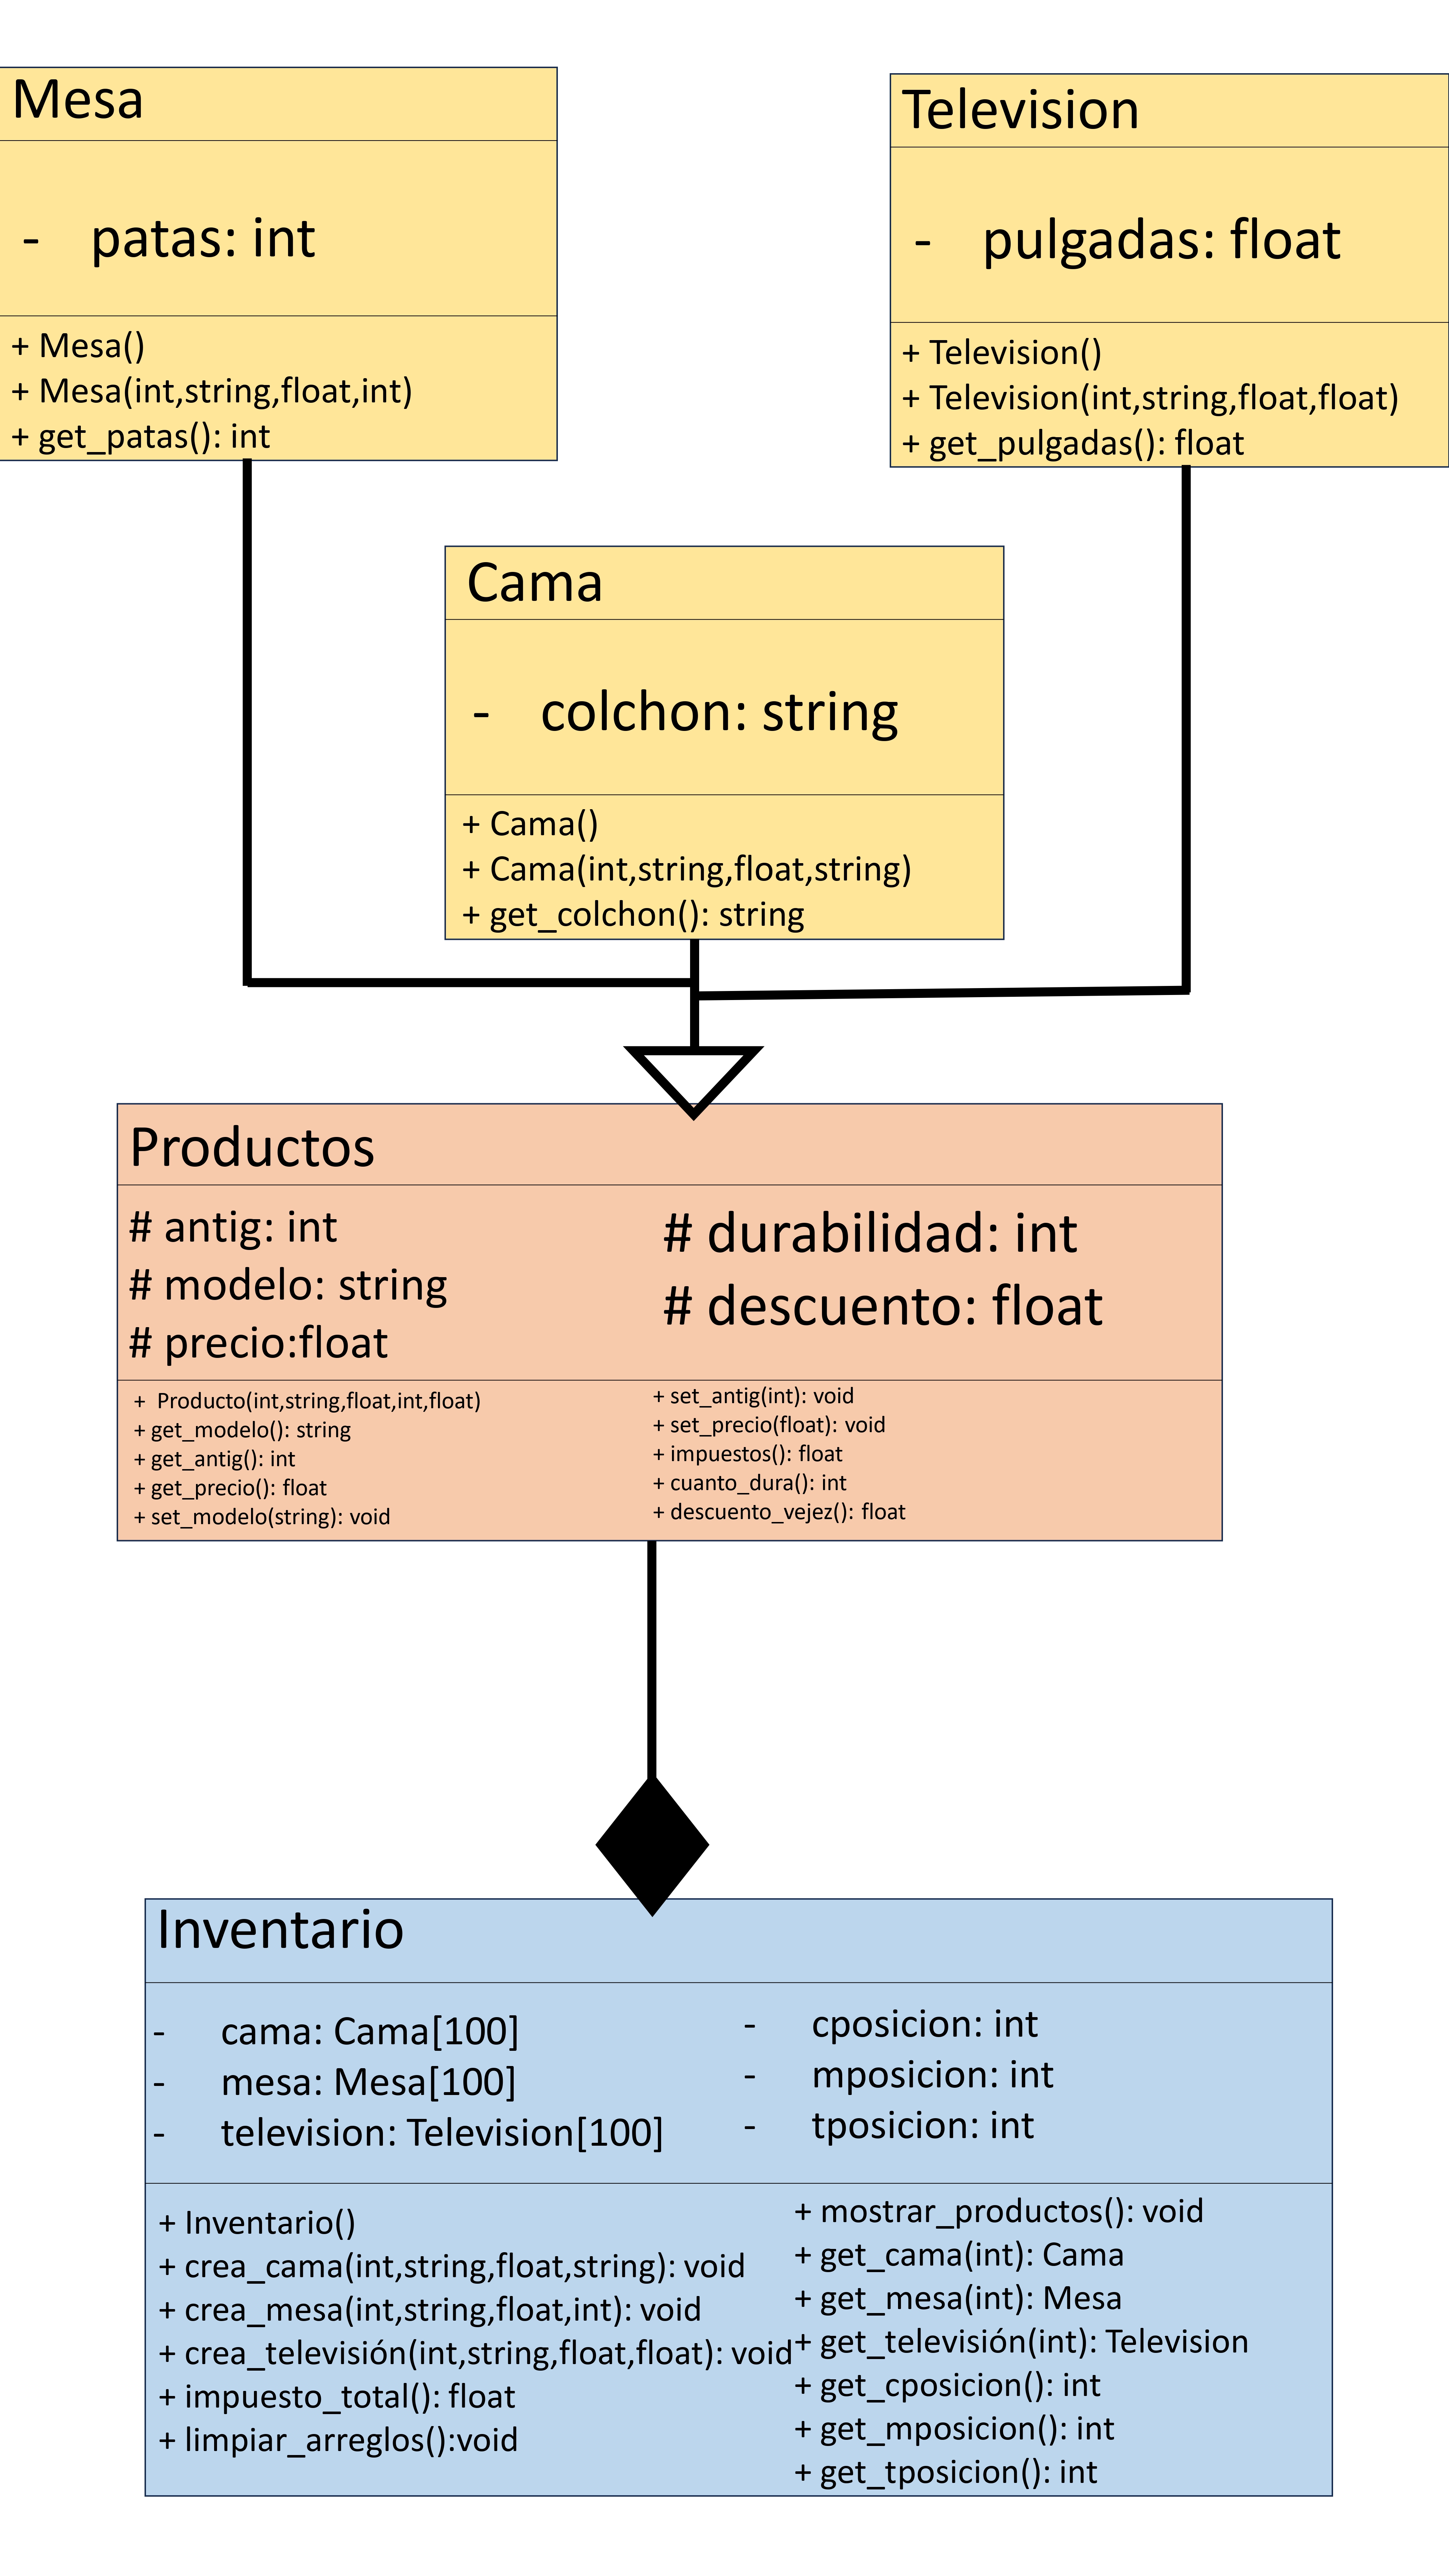 Mesa
- patas: int
+ Mesa()
+ Mesa(int,string,float,int)
+ get_patas(): int
Television
- pulgadas: float
+ Television()
+ Television(int,string,float,float)
+ get_pulgadas(): float
Cama
- colchon: string
+ Cama()
+ Cama(int,string,float,string)
+ get_colchon(): string
Productos
# antig: int
# modelo: string
# precio:float
# durabilidad: int
# descuento: float
+ Producto(int,string,float,int,float)
+ get_modelo(): string
+ get_antig(): int
+ get_precio(): float
+ set_modelo(string): void
+ set_antig(int): void
+ set_precio(float): void
+ impuestos(): float
+ cuanto_dura(): int
+ descuento_vejez(): float
Inventario
- cama: Cama[100]
- mesa: Mesa[100]
- television: Television[100]
- cposicion: int
- mposicion: int
- tposicion: int
+ Inventario()
+ crea_cama(int,string,float,string): void
+ crea_mesa(int,string,float,int): void
+ crea_televisión(int,string,float,float): void
+ impuesto_total(): float
+ limpiar_arreglos():void
+ mostrar_productos(): void
+ get_cama(int): Cama
+ get_mesa(int): Mesa
+ get_televisión(int): Television
+ get_cposicion(): int
+ get_mposicion(): int
+ get_tposicion(): int